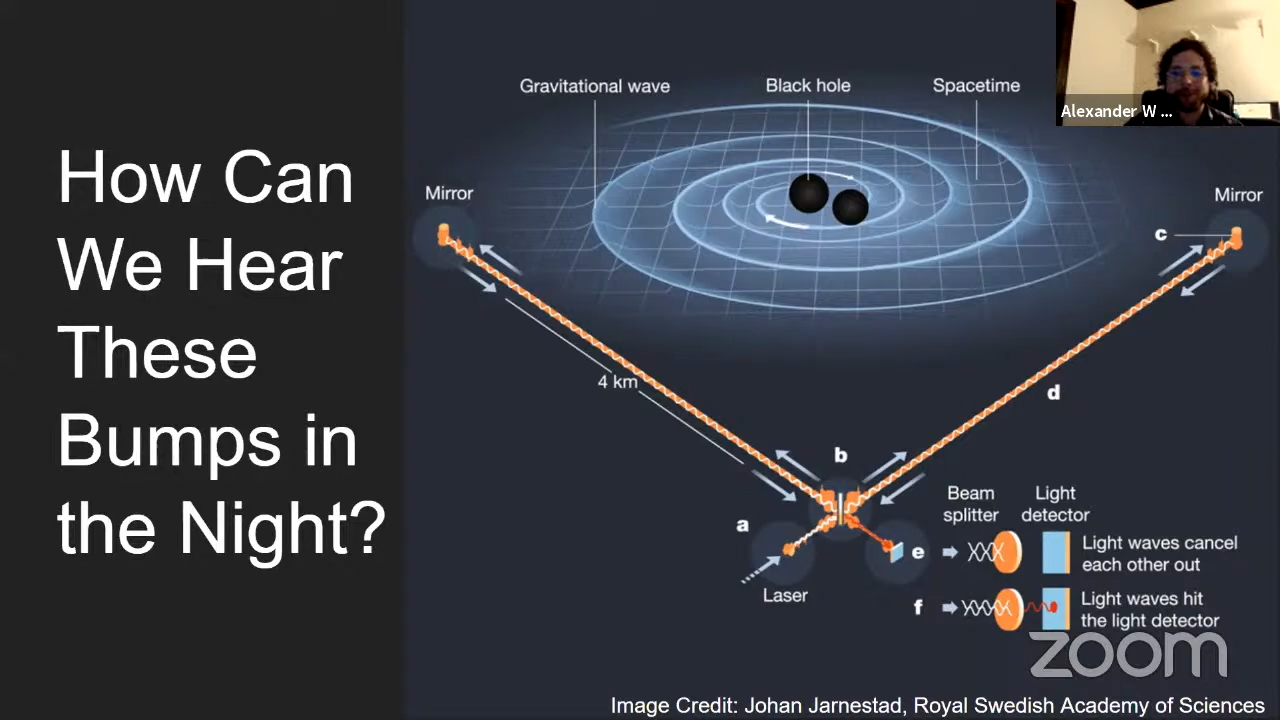 How Can
We Hear
These
Bumps in
the Night?
Gravitational wave
Black hole
Spacetime
Alexander W ...
Mirror
Mirror
c
4 km
d
b
a
Laser
Beam
splitter
Light
detector
e
Light waves cancel
each other out
f
Light waves hit
the light detector
zoom
Image Credit: Johan Jarnestad, Royal Swedish Academy of Sciences